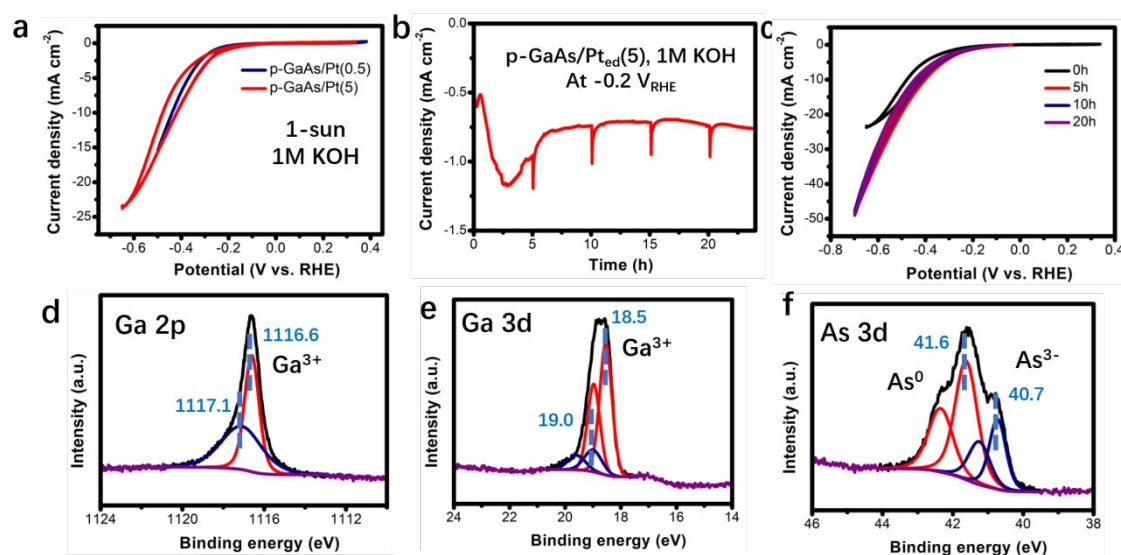 a
Current density (mA cm-2)
0
-5
-10
-15
-20
-25
p-GaAs/Pt(0.5)
p-GaAs/Pt(5)
1-sun
1M KOH
-0.6 -0.4 -0.2 0.0 0.2 0.4
Potential (V vs. RHE)
b
Current density (mA cm-2)
0.0
-0.5
-1.0
-1.5
p-GaAs/Pted(5), 1M KOH
At -0.2 VRHE
0 5 10 15 20
Time (h)
c
Current density (mA cm-2)
0
-10
-20
-30
-40
-50
0h
5h
10h
20h
-0.8 -0.6 -0.4 -0.2 0.0 0.2 0.4
Potential (V vs. RHE)
d
Intensity (a.u.)
Ga 2p
1116.6
Ga3+
1117.1
1124 1120 1116 1112
Binding energy (eV)
e
Intensity (a.u.)
Ga 3d
18.5
Ga3+
19.0
24 22 20 18 16 14
Binding energy (eV)
f
Intensity (a.u.)
As 3d
41.6
As3-
As0
40.7
46 44 42 40 38
Binding energy (eV)